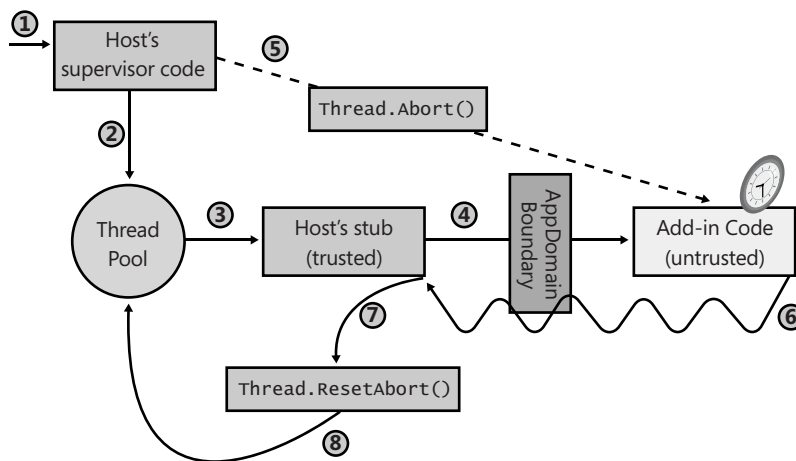 1
Host's
supervisor code
5
Thread.Abort()
2
Thread
Pool
3
Host's stub
(trusted)
4
AppDomain
Boundary
Add-in Code
(untrusted)
6
7
Thread.ResetAbort()
8